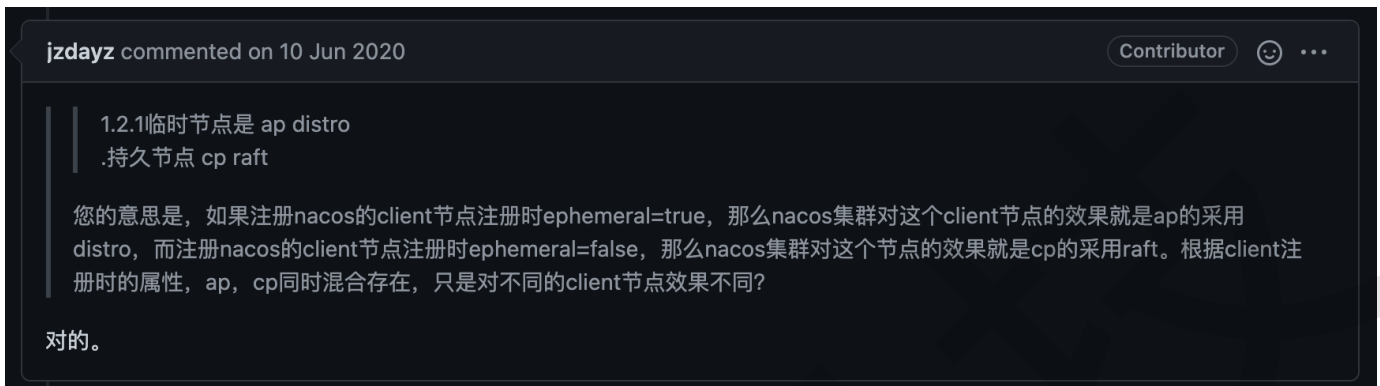 jzdayz commented on 10 Jun 2020
Contributor
1.2.1临时节点是 ap distro
.持久节点 cp raft
您的意思是，如果注册nacos的client节点注册时ephemeral=true，那么nacos集群对这个client节点的效果就是ap的采用
distro，而注册nacos的client节点注册时ephemeral=false，那么nacos集群对这个节点的效果就是cp的采用raft。根据client注
册时的属性，ap，cp同时混合存在，只是对不同的client节点效果不同？
对的。